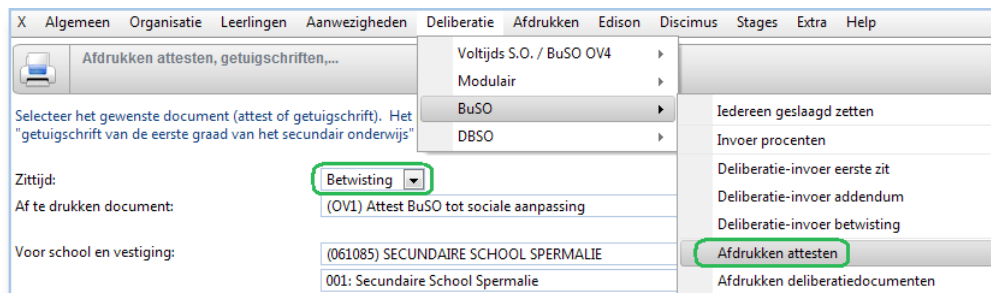 X Algemeen Organisatie Leerlingen Aanwezigheden Deliberatie Afdrukken Edison Discimus Stages Extra Help
Afdrukken attesten, getuigschriften,...
Voltijds S.O. / BuSO OV4
Modulair
BuSO
DBSO
Iedereen geslaagd zetten
Invoer procenten
Deliberatie-invoer eerste zit
Deliberatie-invoer addendum
Deliberatie-invoer betwisting
Afdrukken attesten
Afdrukken deliberatiedocumenten
Selecteer het gewenste document (attest of getuigschrift). Het
"getuigschrift van de eerste graad van het secundair onderwijs"
Zittijd: Betwisting
Af te drukken document: (OV1) Attest BuSO tot sociale aanpassing
Voor school en vestiging: (061085) SECUNDAIRE SCHOOL SPERMALIE
001: Secundaire School Spermalie